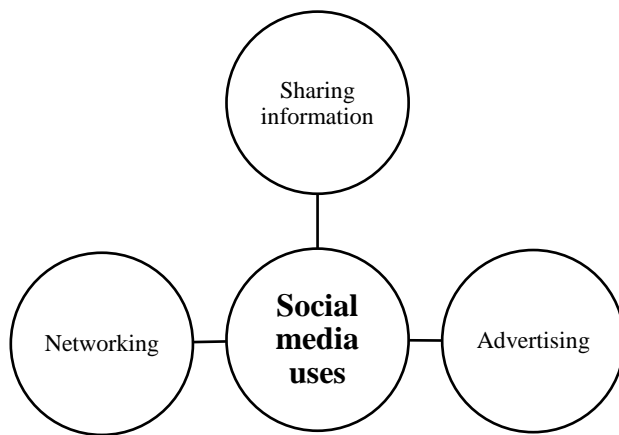 Sharing
information
Networking
Social
media
uses
Advertising